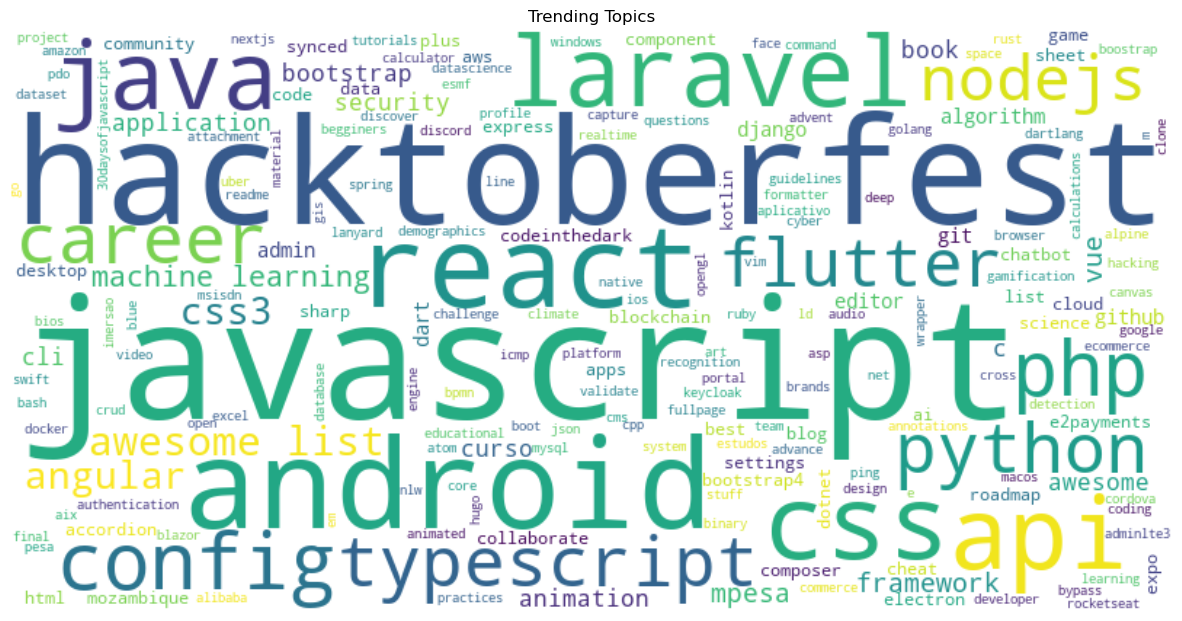 Trending Topics
project
amazon
pdo
dataset
java
community
nextjs
synced
tutorials
plus
calculator
aws
bootstrap
datascience
data
esmf
code
security
discover
application
attachment
begginers
discord
profile
express
30daysofjavascript
laravel
windows
component
face
command
capture
questions
realtime
django
advent
golang
book
game
rust
space
sheet
boostrap
nodejs
algorithm
dartlang
m
clone
hacktoberfest
go
uber
readme
material
gis
spring
line
kotlin
guidelines
formatter
aplicativo
cyber
deep
calculations
career
admin
lanyard
demographics
codeinthedark
git
browser
vue
alpine
desktop
machine learning
react
native
ios
opengl
flutter
vim
chatbot
gamification
hacking
msisdn
css3
sharp
dart
challenge
climate
blockchain
ruby
ld
audio
editor
wrapper
list
cloud
canvas
github
science
google
bios
imersao
blue
cli
video
javascript
icmp
platform
art
recognition
asp
c
cross
ecommerce
php
swift
bash
crud
database
engine
bpmn
apps
validate
portal
keycloak
brands
net
detection
docker
open
excel
cms
fullpage
cpp
awesome list
educational
boot
json
best
team
blog
ai
annotations
e2payments
atom
curso
mysql
system
estudos
advance
python
angular
android
nlw
core
settings
bootstrap4
dotnet
ping
design
e
macos
awesome
roadmap
authentication
hugo
stuff
cordova
coding
aix
accordion
blazor
em
animated
collaborate
binary
css
api
adminlte3
final
pesa
config
typescript
composer
cheat
framework
expo
learning
bypass
html
mozambique
alibaba
practices
animation
mpesa
commerce
electron
developer
rocketseat